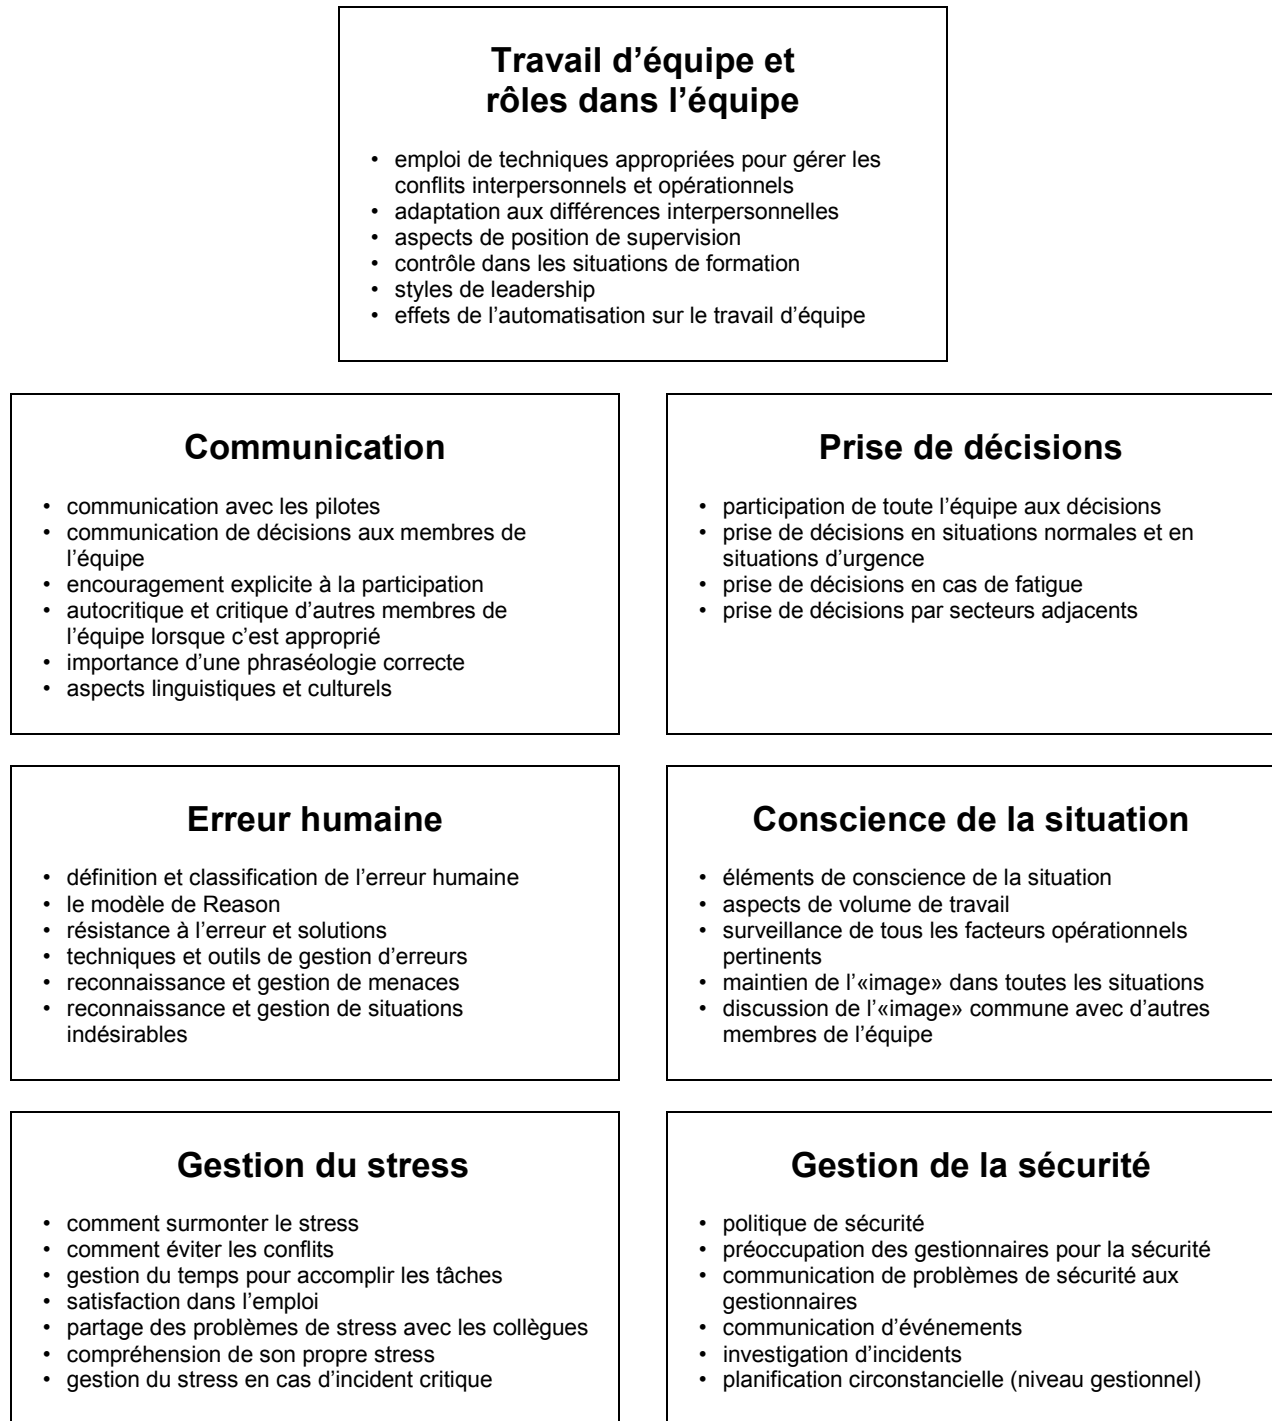 Travail d’équipe et
rôles dans l’équipe
• emploi de techniques appropriées pour gérer les
conflits interpersonnels et opérationnels
• adaptation aux différences interpersonnelles
• aspects de position de supervision
• contrôle dans les situations de formation
• styles de leadership
• effets de l’automatisation sur le travail d’équipe
Communication
• communication avec les pilotes
• communication de décisions aux membres de
l’équipe
• encouragement explicite à la participation
• autocritique et critique d’autres membres de
l’équipe lorsque c’est approprié
• importance d’une phraséologie correcte
• aspects linguistiques et culturels
Prise de décisions
• participation de toute l’équipe aux décisions
• prise de décisions en situations normales et en
situations d’urgence
• prise de décisions en cas de fatigue
• prise de décisions par secteurs adjacents
Erreur humaine
• définition et classification de l’erreur humaine
• le modèle de Reason
• résistance à l’erreur et solutions
• techniques et outils de gestion d’erreurs
• reconnaissance et gestion de menaces
• reconnaissance et gestion de situations
indésirables
Conscience de la situation
• éléments de conscience de la situation
• aspects de volume de travail
• surveillance de tous les facteurs opérationnels
pertinents
• maintien de l’«image» dans toutes les situations
• discussion de l’«image» commune avec d’autres
membres de l’équipe
Gestion du stress
• comment surmonter le stress
• comment éviter les conflits
• gestion du temps pour accomplir les tâches
• satisfaction dans l’emploi
• partage des problèmes de stress avec les collègues
• compréhension de son propre stress
• gestion du stress en cas d’incident critique
Gestion de la sécurité
• politique de sécurité
• préoccupation des gestionnaires pour la sécurité
• communication de problèmes de sécurité aux
gestionnaires
• communication d’événements
• investigation d’incidents
• planification circonstancielle (niveau gestionnel)